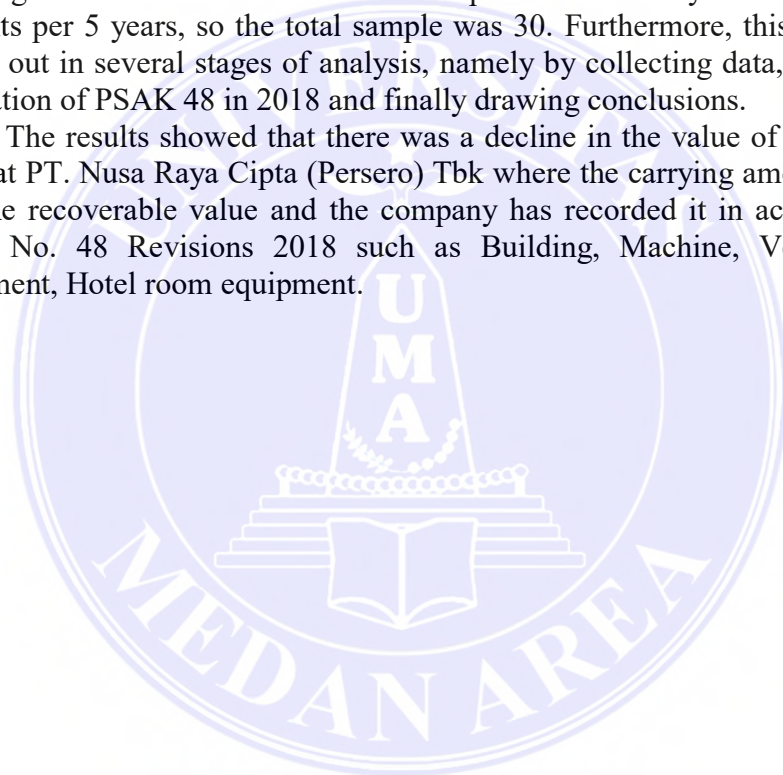 ts per 5 years, so the total sample was 30. Furthermore, this
out in several stages of analysis, namely by collecting data,
ation of PSAK 48 in 2018 and finally drawing conclusions.
The results showed that there was a decline in the value of
at PT. Nusa Raya Cipta (Persero) Tbk where the carrying am
e recoverable value and the company has recorded it in ac
No. 48 Revisions 2018 such as Building, Machine, V
ment, Hotel room equipment.
UNIVERSITAS
UMA
MEDAN AREA